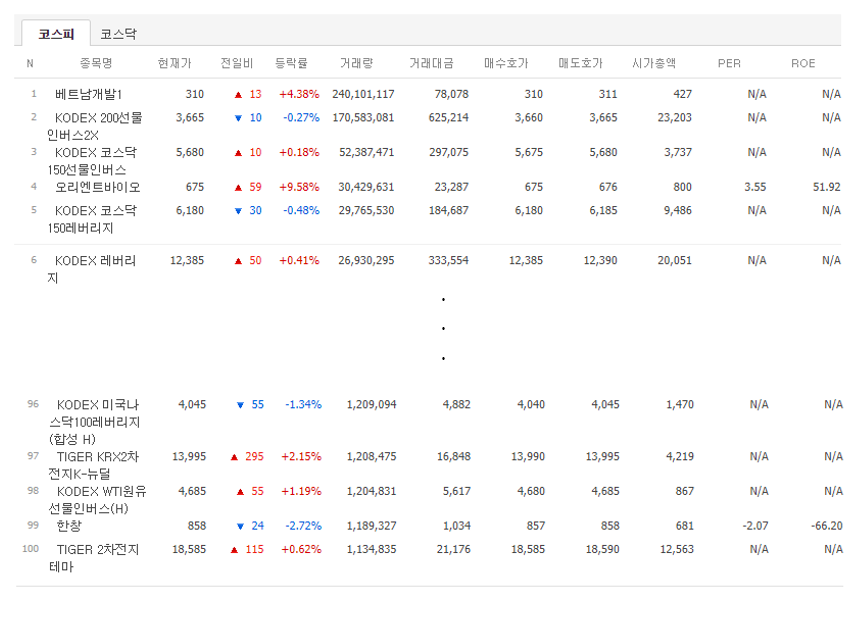 코스피 코스닥
N 종목명 현재가 전일비 등락률 거래량 거래대금 매수호가 매도호가 시가총액 PER ROE
1 베트남개발1 310 ▲ 13 +4.38% 240,101,117 78,078 310 311 427 N/A N/A
2 KODEX 200선물 3,665 ▼ 10 -0.27% 170,583,081 625,214 3,660 3,665 23,203 N/A N/A
인버스2X
3 KODEX 코스닥 5,680 ▲ 10 +0.18% 52,387,471 297,075 5,675 5,680 3,737 N/A N/A
150선물인버스
4 오리엔트바이오 675 ▲ 59 +9.58% 30,429,631 23,287 675 676 800 3.55 51.92
5 KODEX 코스닥 6,180 ▼ 30 -0.48% 29,765,530 184,687 6,180 6,185 9,486 N/A N/A
150레버리지
6 KODEX 레버리 12,385 ▲ 50 +0.41% 26,930,295 333,554 12,385 12,390 20,051 N/A N/A
지
.
.
.
96 KODEX 미국나 4,045 ▼ 55 -1.34% 1,209,094 4,882 4,040 4,045 1,470 N/A N/A
스닥100레버리지
(합성 H)
97 TIGER KRX2차 13,995 ▲ 295 +2.15% 1,208,475 16,848 13,990 13,995 4,219 N/A N/A
전지K-뉴딜
98 KODEX WTI원유 4,685 ▲ 55 +1.19% 1,204,831 5,617 4,680 4,685 867 N/A N/A
선물인버스(H)
99 한창 858 ▼ 24 -2.72% 1,189,327 1,034 857 858 681 -2.07 -66.20
100 TIGER 2차전지 18,585 ▲ 115 +0.62% 1,134,835 21,176 18,585 18,590 12,563 N/A N/A
테마